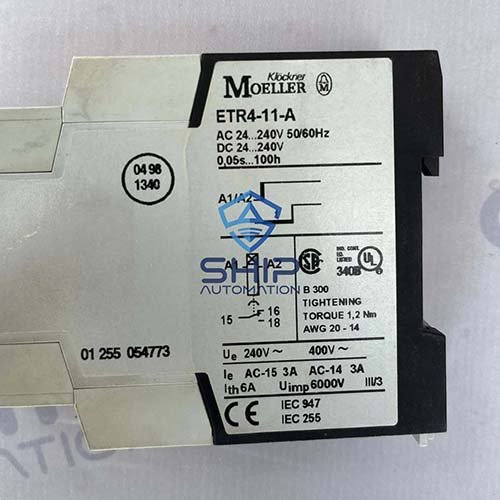 Klöckner
MOELLER
ETR4-11-A
AC 24...240V 50/60Hz
DC 24...240V
0,05s...100h
04 98
1340
A1/A2
A1 A2
SHIP
AUTOMATION
IND. CONT.
EQ.
LISTED
340B
B 300
TIGHTENING
TORQUE 1,2 Nm
AWG 20 - 14
15
16
18
01 255 054773
Ue 240V ~ 400V ~
Ie AC-15 3A AC-14 3A
Ith 6A Uimp 6000V III/3
CE IEC 947
IEC 255